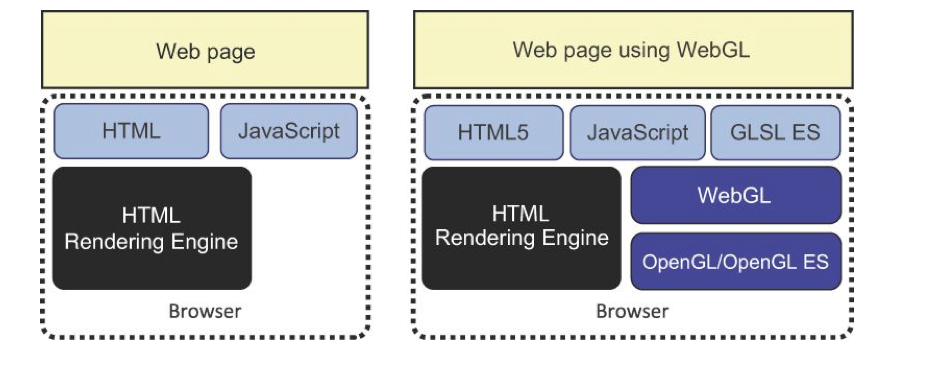 Web page
HTML
JavaScript
HTML
Rendering Engine
Browser
Web page using WebGL
HTML5
JavaScript
GLSL ES
HTML
Rendering Engine
WebGL
OpenGL/OpenGL ES
Browser